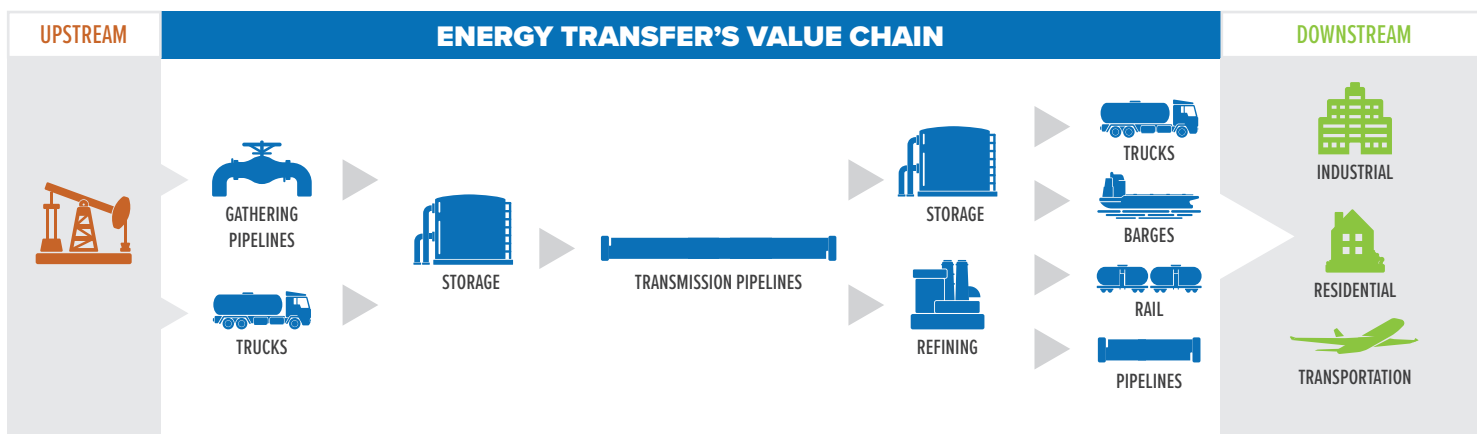 UPSTREAM
ENERGY TRANSFER’S VALUE CHAIN
DOWNSTREAM
GATHERING
PIPELINES
TRUCKS
STORAGE
TRANSMISSION PIPELINES
STORAGE
REFINING
TRUCKS
BARGES
RAIL
PIPELINES
INDUSTRIAL
RESIDENTIAL
TRANSPORTATION